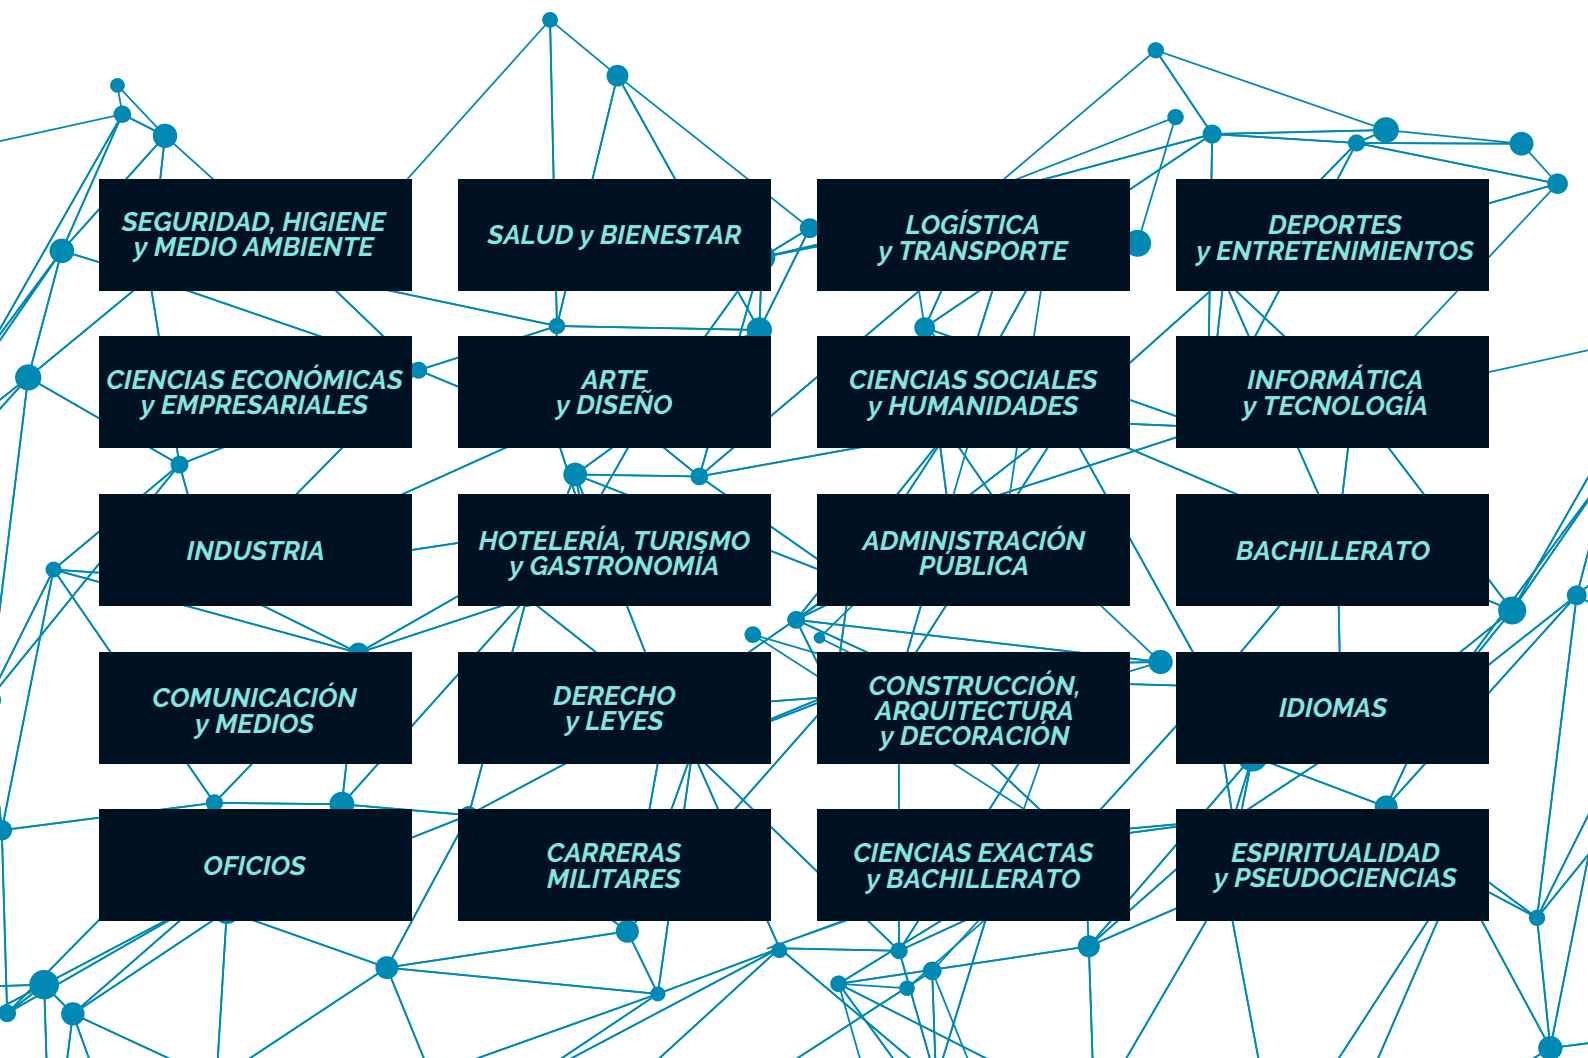 SEGURIDAD, HIGIENE
y MEDIO AMBIENTE
SALUD y BIENESTAR
LOGÍSTICA
y TRANSPORTE
DEPORTES
y ENTRETENIMIENTOS
CIENCIAS ECONÓMICAS
y EMPRESARIALES
ARTE
y DISEÑO
CIENCIAS SOCIALES
y HUMANIDADES
INFORMÁTICA
y TECNOLOGÍA
INDUSTRIA
HOTELERÍA, TURISMO
y GASTRONOMÍA
ADMINISTRACIÓN
PÚBLICA
BACHILLERATO
COMUNICACIÓN
y MEDIOS
DERECHO
y LEYES
CONSTRUCCIÓN,
ARQUITECTURA
y DECORACIÓN
IDIOMAS
OFICIOS
CARRERAS
MILITARES
CIENCIAS EXACTAS
y BACHILLERATO
ESPIRITUALIDAD
y PSEUDOCIENCIAS